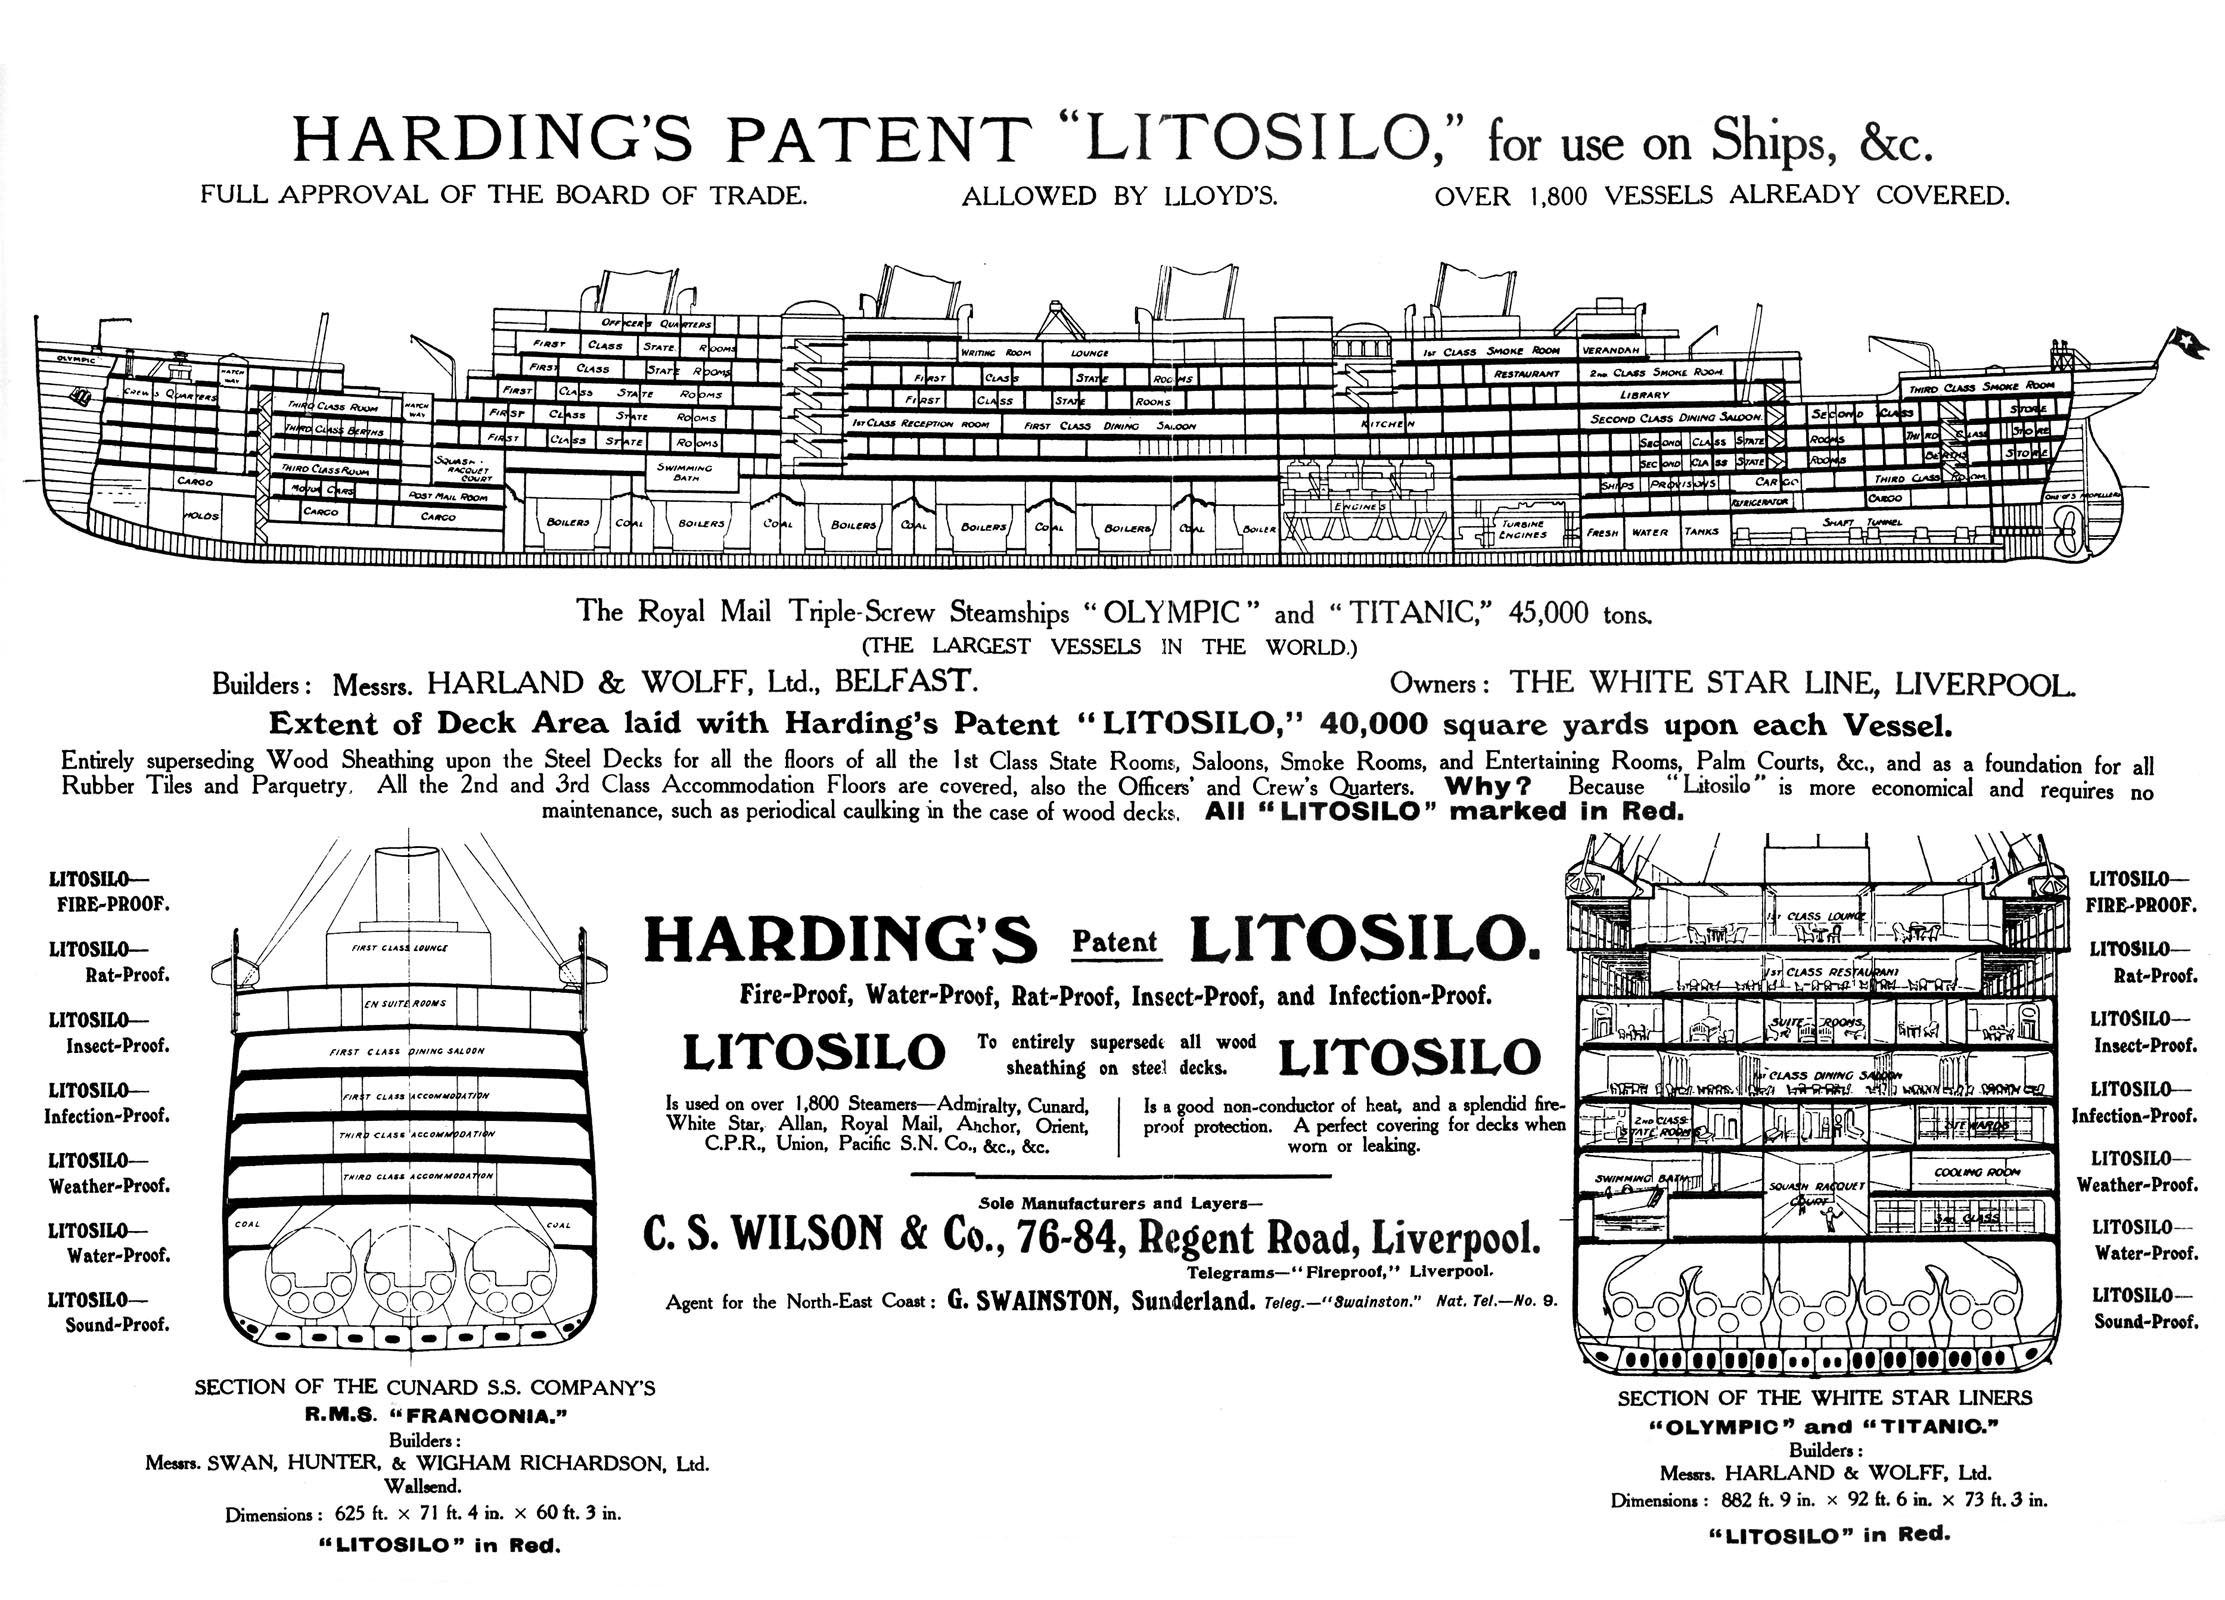 HARDING'S PATENT "LITOSILO," for use on Ships, &c.
FULL APPROVAL OF THE BOARD OF TRADE. ALLOWED BY LLOYD'S. OVER 1,800 VESSELS ALREADY COVERED.
OFFICERS QUARTERS
FIRST CLASS STATE ROOMS
WRITING ROOM LOUNGE
1st CLASS SMOKE ROOM VERANDAH
OLYMPIC
HATCH WAY
FIRST CLASS STATE ROOMS
FIRST CLASS STATE ROOMS
RESTAURANT 2nd CLASS SMOKE ROOM
THIRD CLASS SMOKE ROOM
CREW'S QUARTERS
FIRST CLASS STATE ROOMS
FIRST CLASS STATE ROOMS
LIBRARY
THIRD CLASS ROOM
HATCH WAY
FIRST CLASS STATE ROOMS
1st CLASS RECEPTION ROOM FIRST CLASS DINING SALOON KITCHEN
SECOND CLASS DINING SALOON
SECOND CLASS STORE
THIRD CLASS BERTHS
FIRST CLASS STATE ROOMS
SECOND CLASS STATE ROOMS
THIRD CLASS STORE
THIRD CLASS ROOM
SQUASH RACQUET COURT
SWIMMING BATH
SECOND CLASS STATE ROOMS
BERTHS STORE
CARGO
MOTOR CARS
POST MAIL ROOM
SHIPS PROVISIONS CARGO
THIRD CLASS ROOM
REFRIGERATOR CARGO
ONE OF 3 PROPELLERS
HOLDS CARGO CARGO
BOILERS COAL BOILERS COAL BOILERS COAL BOILERS COAL BOILERS COAL BOILER
ENGINES
TURBINE ENGINES
FRESH WATER TANKS
SHAFT TUNNEL
The Royal Mail Triple-Screw Steamships "OLYMPIC" and "TITANIC," 45,000 tons.
(THE LARGEST VESSELS IN THE WORLD.)
Builders: Messrs. HARLAND & WOLFF, Ltd., BELFAST. Owners: THE WHITE STAR LINE, LIVERPOOL.
Extent of Deck Area laid with Harding's Patent "LITOSILO," 40,000 square yards upon each Vessel.
Entirely superseding Wood Sheathing upon the Steel Decks for all the floors of all the 1st Class State Rooms, Saloons, Smoke Rooms, and Entertaining Rooms, Palm Courts, &c., and as a foundation for all
Rubber Tiles and Parquetry. All the 2nd and 3rd Class Accommodation Floors are covered, also the Officers' and Crew's Quarters. Why? Because "Litosilo" is more economical and requires no
maintenance, such as periodical caulking in the case of wood decks. All "LITOSILO" marked in Red.
LITOSILO—
FIRE-PROOF.
LITOSILO—
Rat-Proof.
LITOSILO—
Insect-Proof.
LITOSILO—
Infection-Proof.
LITOSILO—
Weather-Proof.
LITOSILO—
Water-Proof.
LITOSILO—
Sound-Proof.
FIRST CLASS LOUNGE
EN SUITE ROOMS
FIRST CLASS DINING SALOON
FIRST CLASS ACCOMMODATION
THIRD CLASS ACCOMMODATION
THIRD CLASS ACCOMMODATION
COAL COAL
SECTION OF THE CUNARD S.S. COMPANY'S
R.M.S. "FRANCONIA."
Builders:
Messrs. SWAN, HUNTER, & WIGHAM RICHARDSON, Ltd.
Wallsend.
Dimensions: 625 ft. × 71 ft. 4 in. × 60 ft. 3 in.
"LITOSILO" in Red.
HARDING'S Patent LITOSILO.
Fire-Proof, Water-Proof, Rat-Proof, Insect-Proof, and Infection-Proof.
LITOSILO To entirely supersede all wood
sheathing on steel decks. LITOSILO
Is used on over 1,800 Steamers—Admiralty, Cunard,
White Star, Allan, Royal Mail, Anchor, Orient,
C.P.R., Union, Pacific S.N. Co., &c., &c.
Is a good non-conductor of heat, and a splendid fire-
proof protection. A perfect covering for decks when
worn or leaking.
Sole Manufacturers and Layers—
C. S. WILSON & Co., 76-84, Regent Road, Liverpool.
Telegrams—"Fireproof," Liverpool.
Agent for the North-East Coast: G. SWAINSTON, Sunderland. Teleg.—"Swainston." Nat. Tel.—No. 9.
1st CLASS LOUNGE
1st CLASS RESTAURANT
SUITE ROOMS
1st CLASS DINING SALOON
2nd CLASS STATE ROOMS STEWARDS
SWIMMING BATH SQUASH RACQUET COURT COOLING ROOM
3rd CLASS
LITOSILO—
FIRE-PROOF.
LITOSILO—
Rat-Proof.
LITOSILO—
Insect-Proof.
LITOSILO—
Infection-Proof.
LITOSILO—
Weather-Proof.
LITOSILO—
Water-Proof.
LITOSILO—
Sound-Proof.
SECTION OF THE WHITE STAR LINERS
"OLYMPIC" and "TITANIC."
Builders:
Messrs. HARLAND & WOLFF, Ltd.
Dimensions: 882 ft. 9 in. × 92 ft. 6 in. × 73 ft. 3 in.
"LITOSILO" in Red.